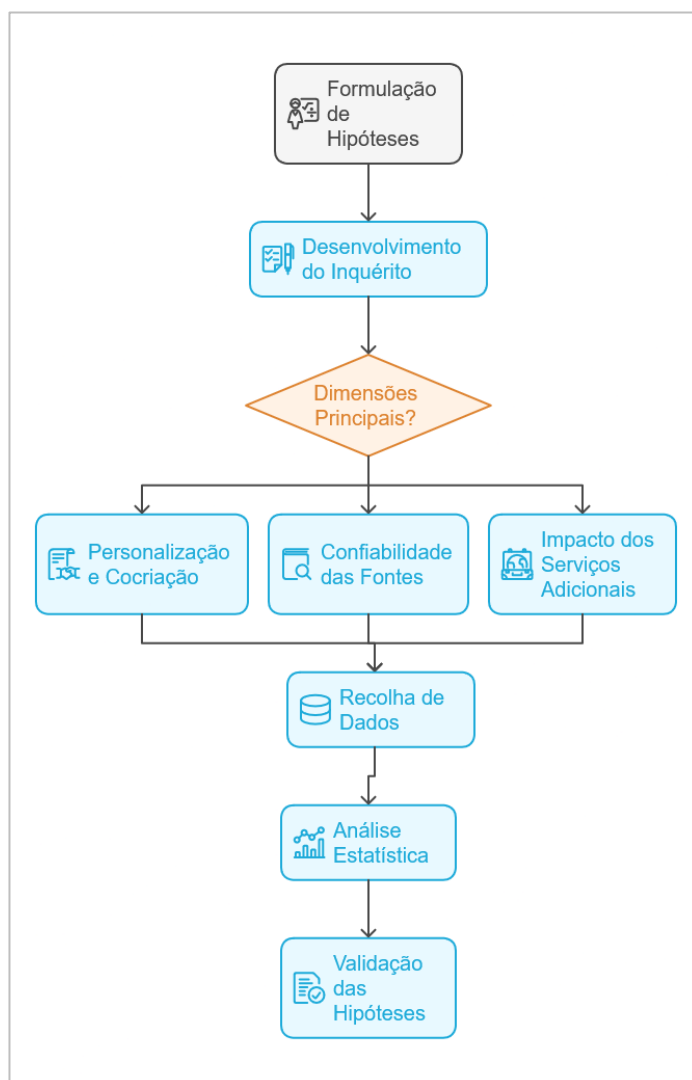 Formulação
de
Hipóteses
Desenvolvimento
do Inquérito
Dimensões
Principais?
Personalização
e Cocriação
Confiabilidade
das Fontes
Impacto dos
Serviços
Adicionais
Recolha de
Dados
Análise
Estatística
Validação
das
Hipóteses